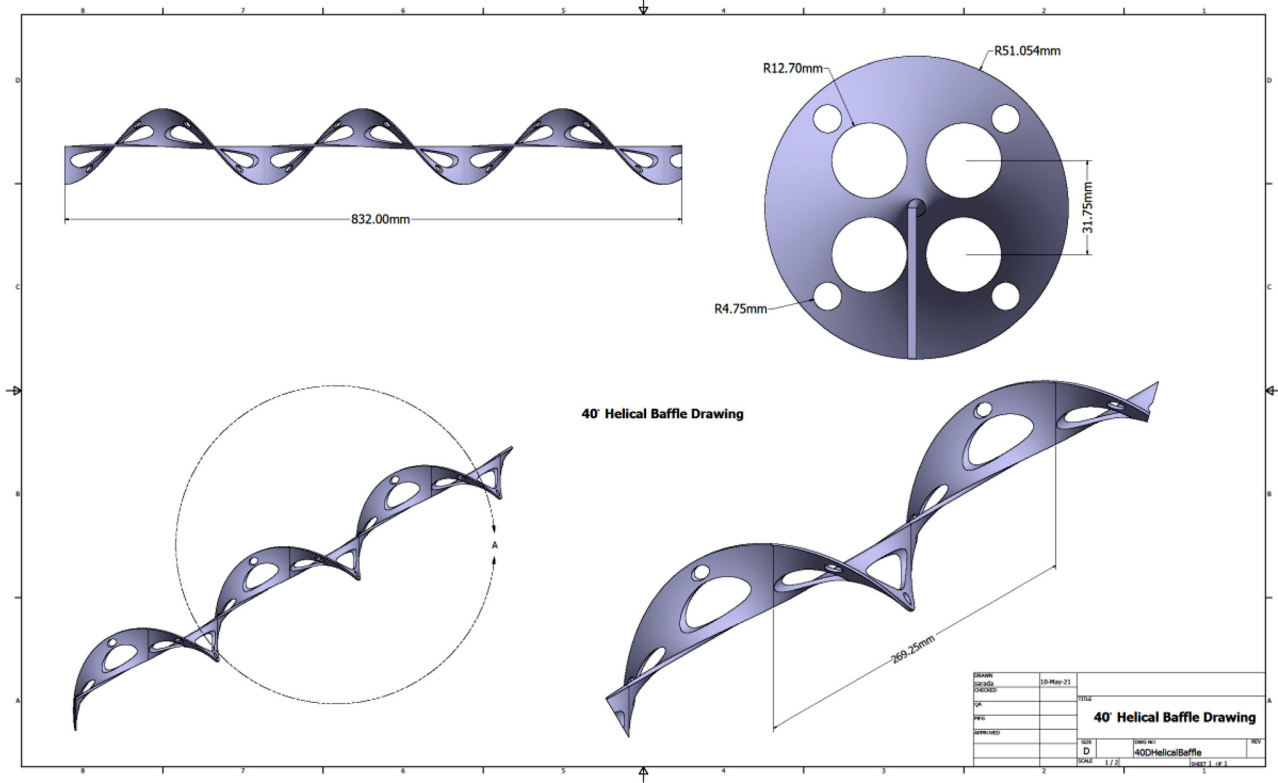 8 7 6 5 4 3 2 1
D D
R51.054mm
R12.70mm
31.75mm
832.00mm
C C
R4.75mm
40° Helical Baffle Drawing
B B
A
269.25mm
DRAWN
sarada
10-May-21
CHECKED
QA
MFG
APPROVED
TITLE
40° Helical Baffle Drawing
SIZE
D
DWG NO
40DHelicalBaffle
REV
SCALE
1 / 2
SHEET 1 OF 1
A A
8 7 6 5 4 3 2 1